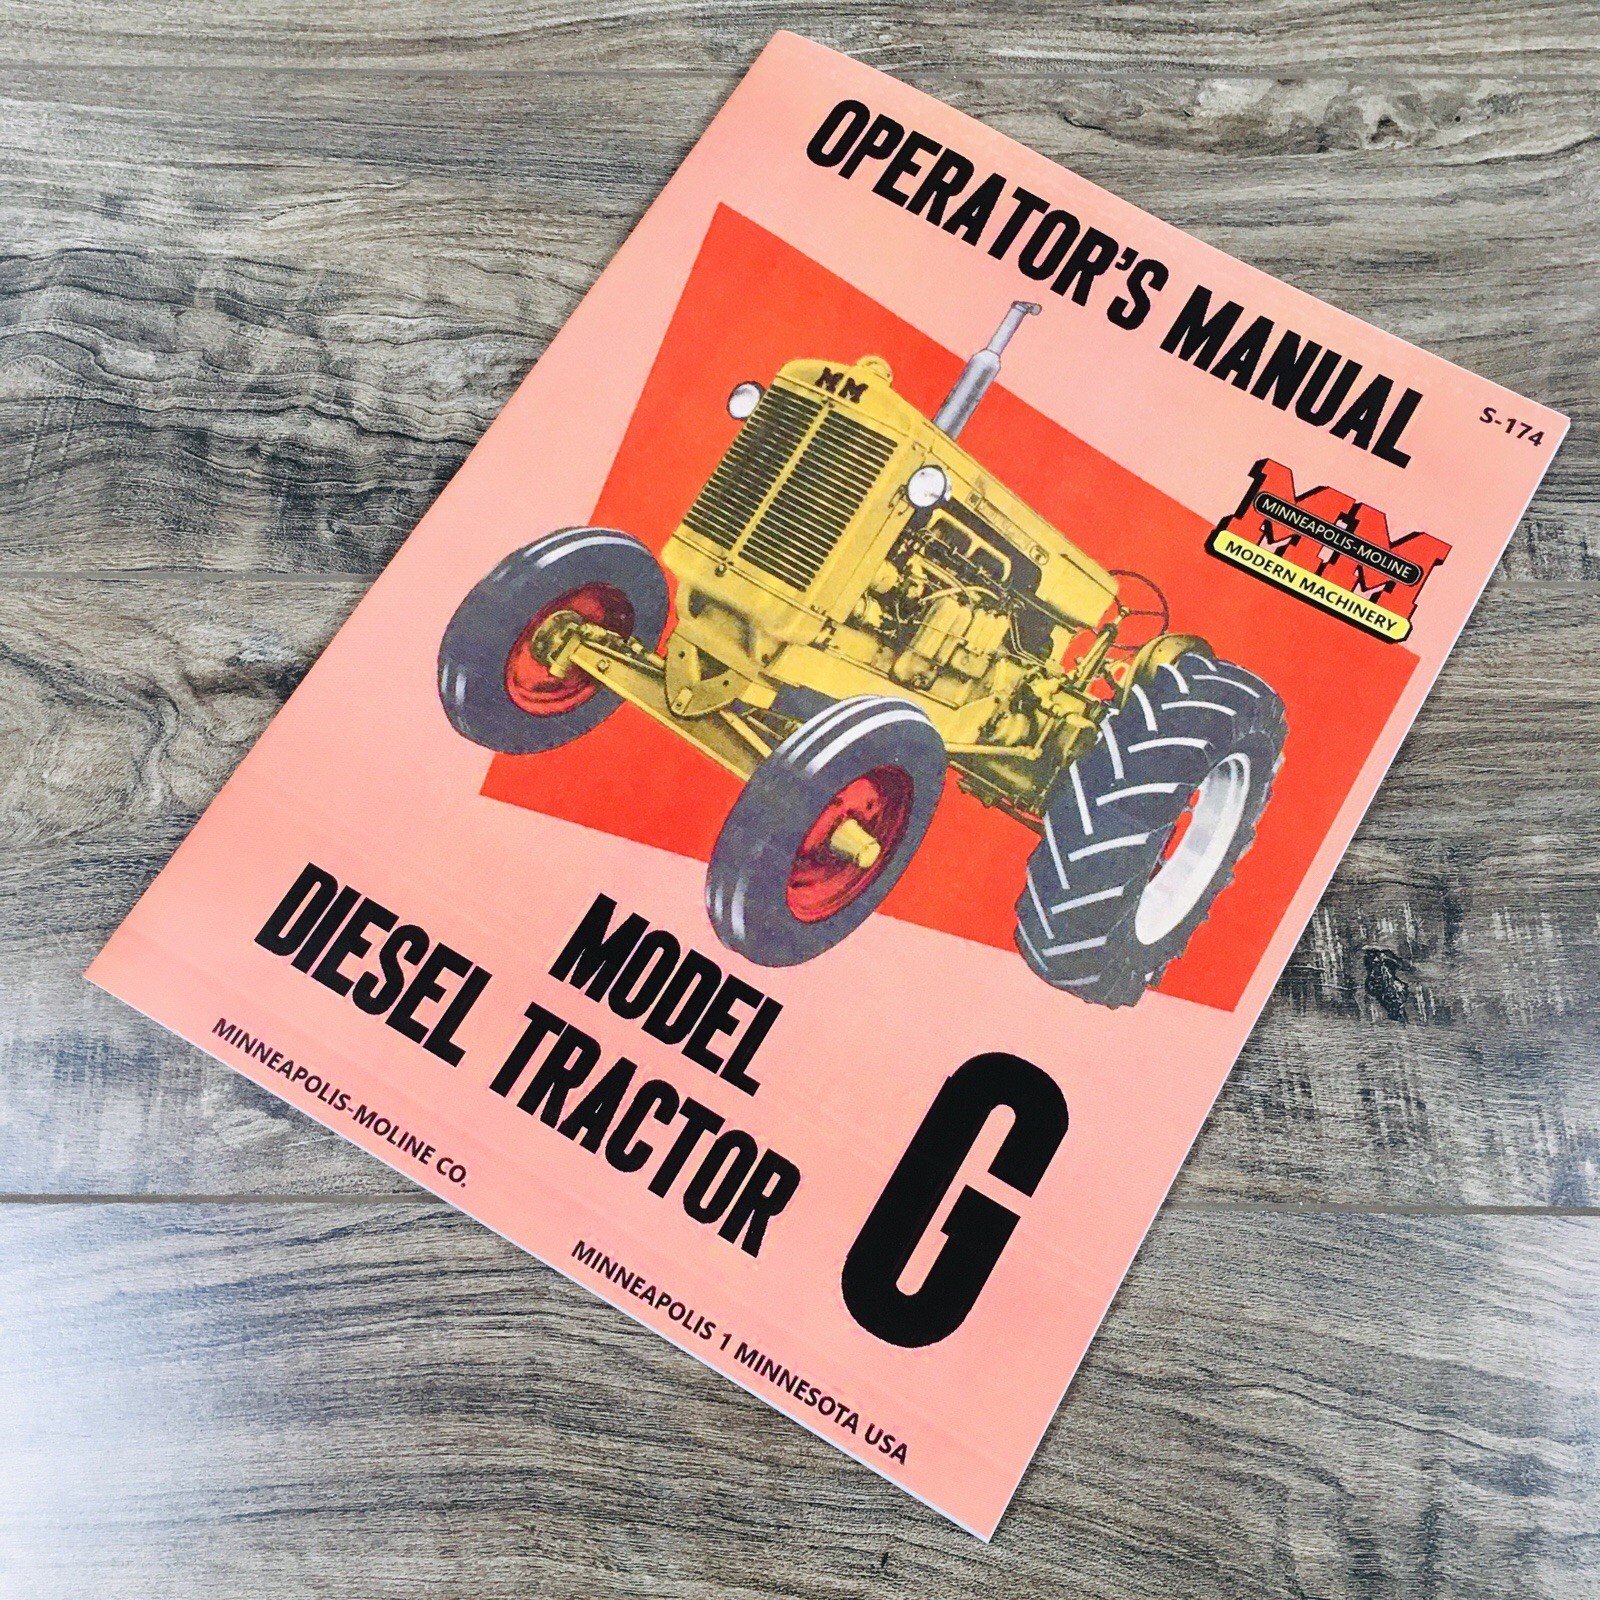 OPERATOR'S MANUAL
S-174
MM
MINNEAPOLIS-MOLINE
MODERN MACHINERY
MM
MODEL
DIESEL TRACTOR
G
MINNEAPOLIS-MOLINE CO.
MINNEAPOLIS 1 MINNESOTA USA